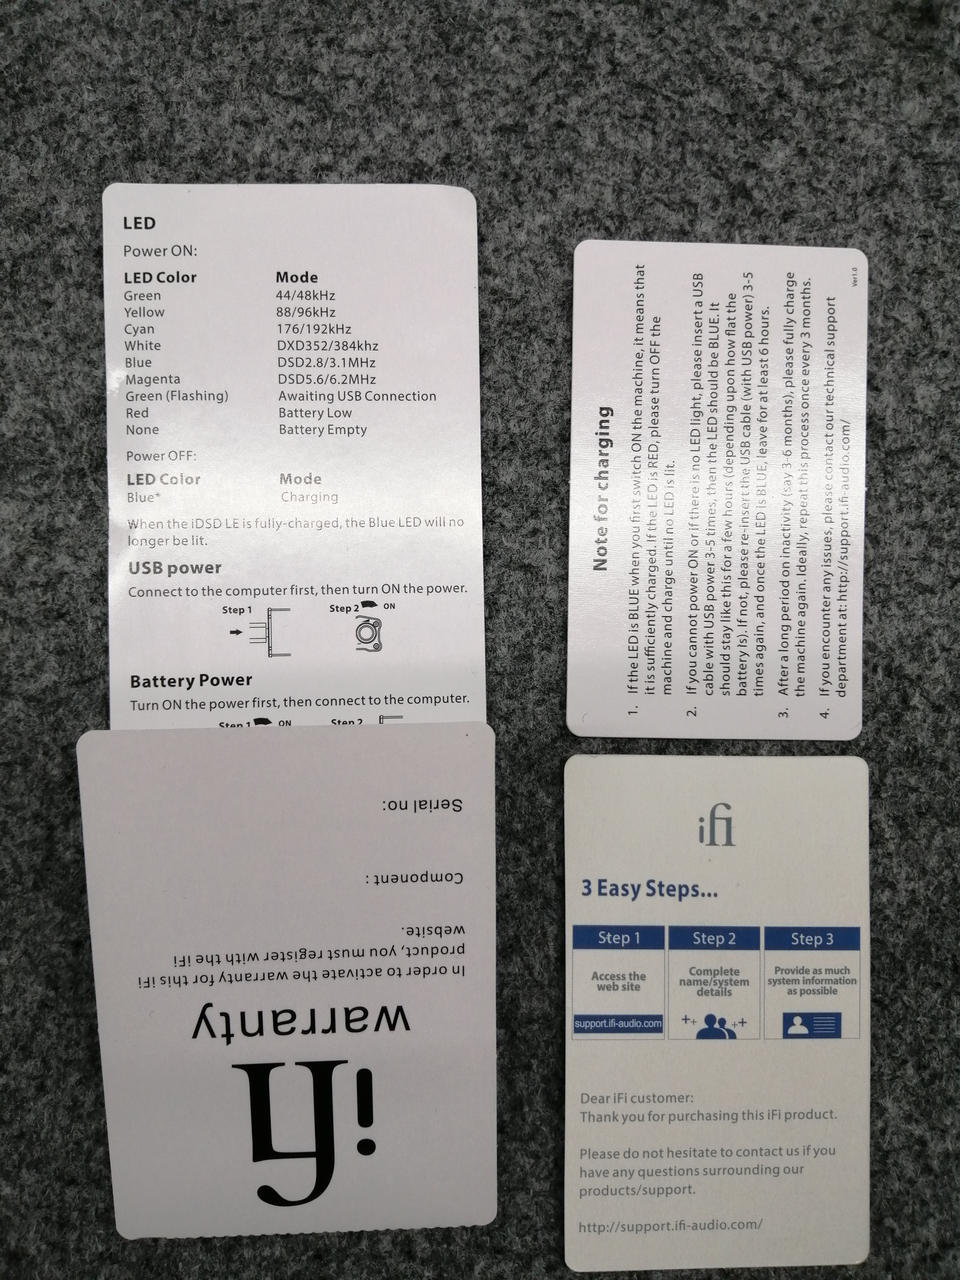 LED
Power ON:
LED Color Mode
Green 44/48kHz
Yellow 88/96kHz
Cyan 176/192kHz
White DXD352/384khz
Blue DSD2.8/3.1MHz
Magenta DSD5.6/6.2MHz
Green (Flashing) Awaiting USB Connection
Red Battery Low
None Battery Empty
Power OFF:
LED Color Mode
Blue* Charging
When the iDSD LE is fully-charged, the Blue LED will no
longer be lit.
USB power
Connect to the computer first, then turn ON the power.
Step 1 Step 2 ON
Battery Power
Turn ON the power first, then connect to the computer.
Step 1 ON Step 2
ifi
warranty
In order to activate the warranty for this iFi
product, you must register with the iFi
website.
Component :
Serial no:
Note for charging
1. If the LED is BLUE when you first switch ON the machine, it means that
it is sufficiently charged. If the LED is RED, please turn OFF the
machine and charge until no LED is lit.
2. If you cannot power ON or if there is no LED light, please insert a USB
cable with USB power 3-5 times, then the LED should be BLUE. It
should stay like this for a few hours (depending upon how flat the
battery is). If not, please re-insert the USB cable (with USB power) 3-5
times again, and once the LED is BLUE, leave for at least 6 hours.
3. After a long period on inactivity (say 3-6 months), please fully charge
the machine again. Ideally, repeat this process once every 3 months.
4. If you encounter any issues, please contact our technical support
department at: http://support.ifi-audio.com/
Ver1.0
ifi
3 Easy Steps...
Step 1 Step 2 Step 3
Access the
web site
support.ifi-audio.com
Complete
name/system
details
Provide as much
system information
as possible
Dear iFi customer:
Thank you for purchasing this iFi product.
Please do not hesitate to contact us if you
have any questions surrounding our
products/support.
http://support.ifi-audio.com/